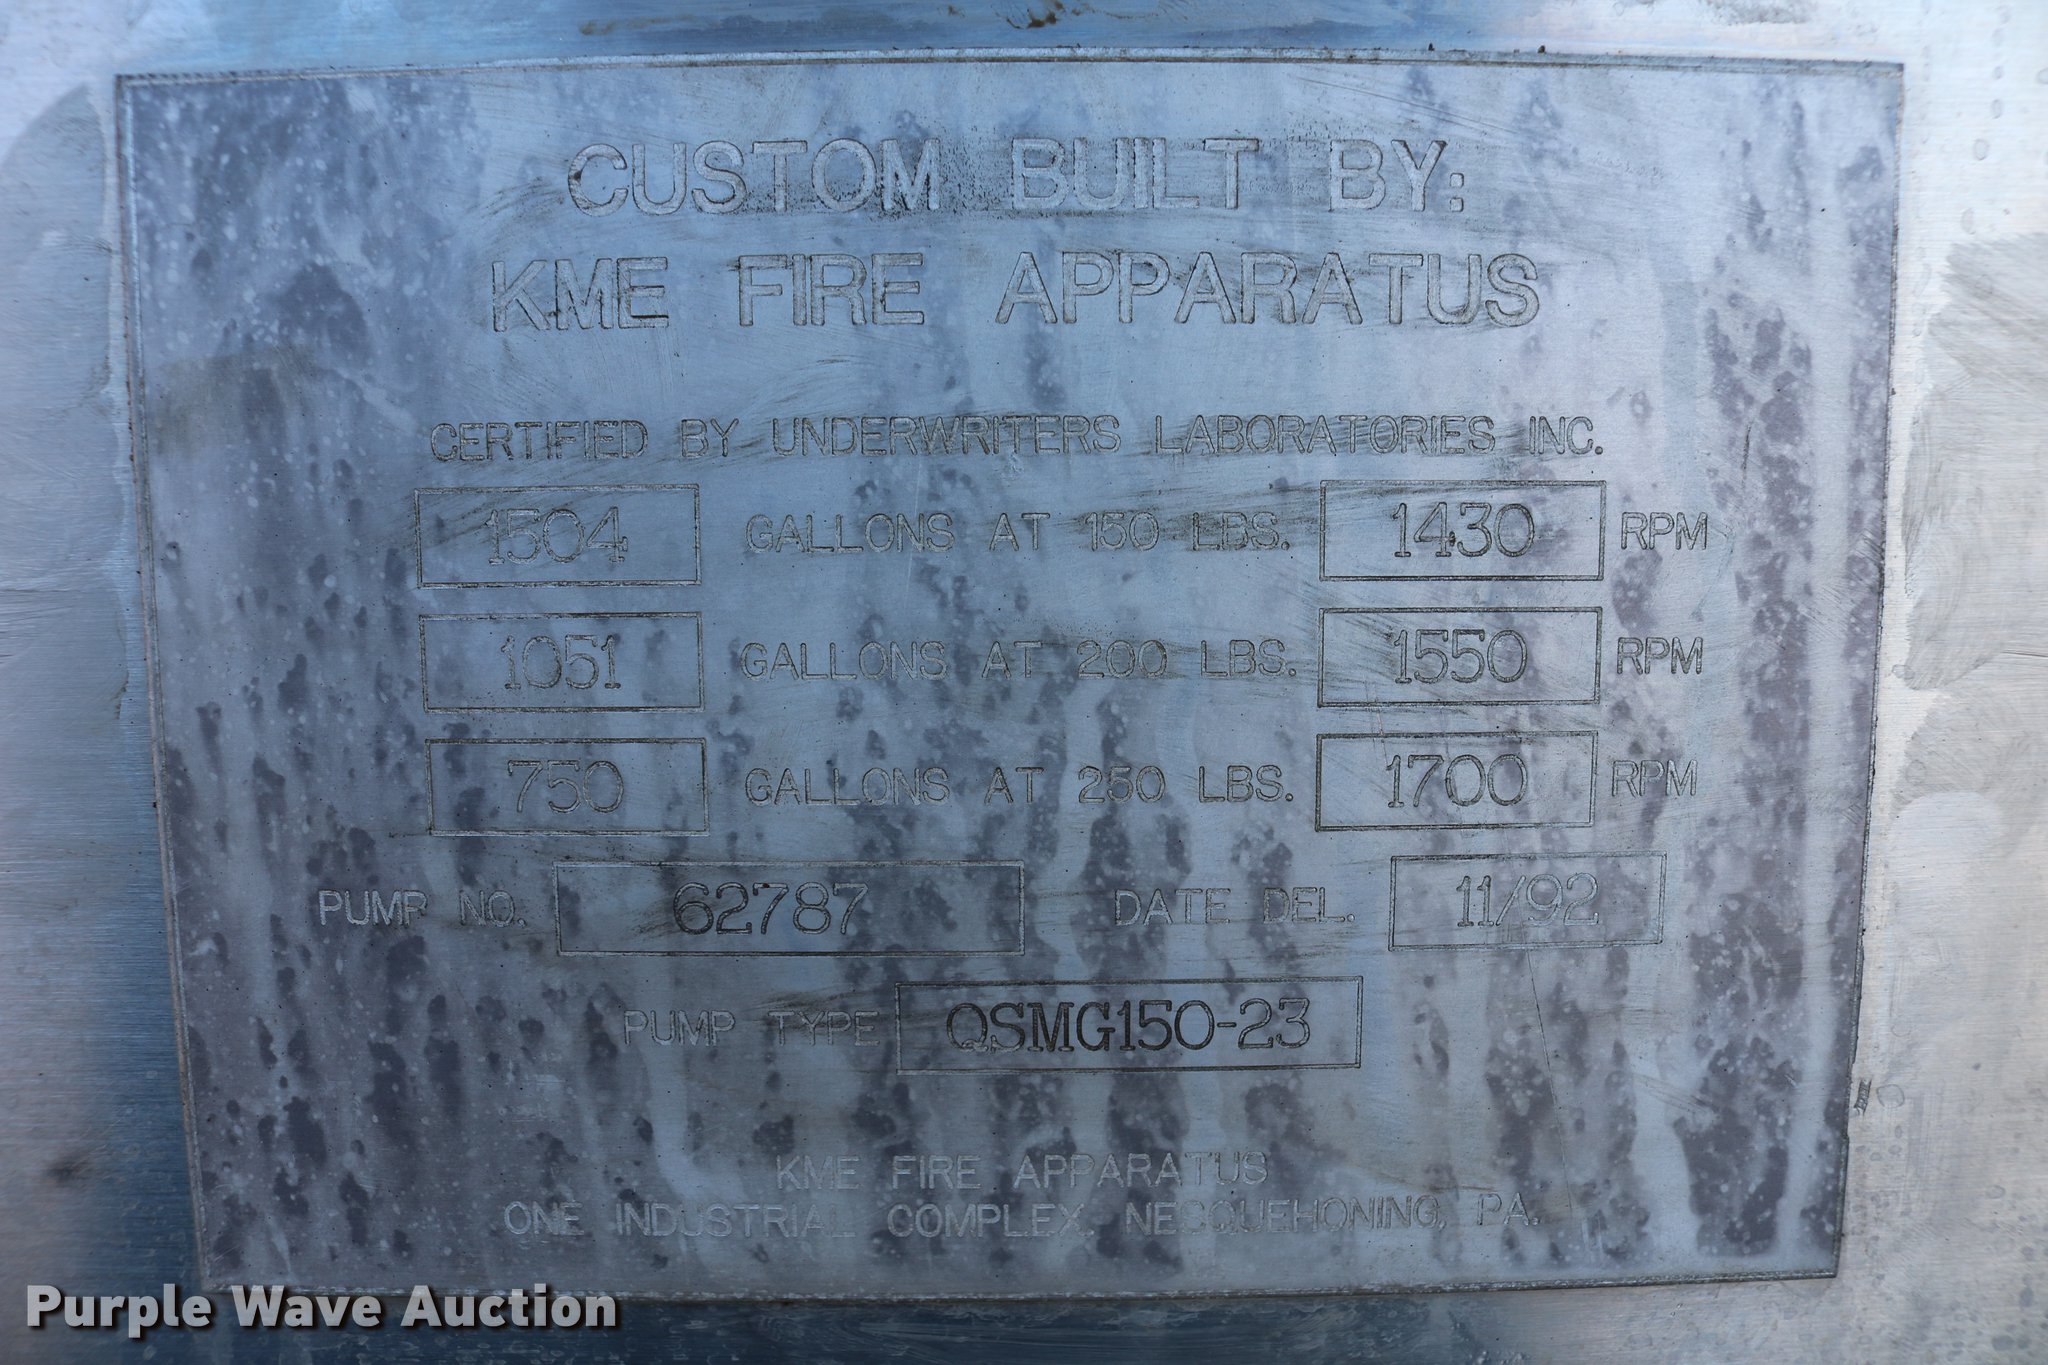 CUSTOM BUILT BY:
KME FIRE APPARATUS
CERTIFIED BY UNDERWRITERS LABORATORIES INC.
1504 GALLONS AT 150 LBS. 1430 RPM
1051 GALLONS AT 200 LBS. 1550 RPM
750 GALLONS AT 250 LBS. 1700 RPM
PUMP NO. 62787 DATE DEL. 11/92
PUMP TYPE QSMG150-23
KME FIRE APPARATUS
ONE INDUSTRIAL COMPLEX, NESQUEHONING, PA.
Purple Wave Auction